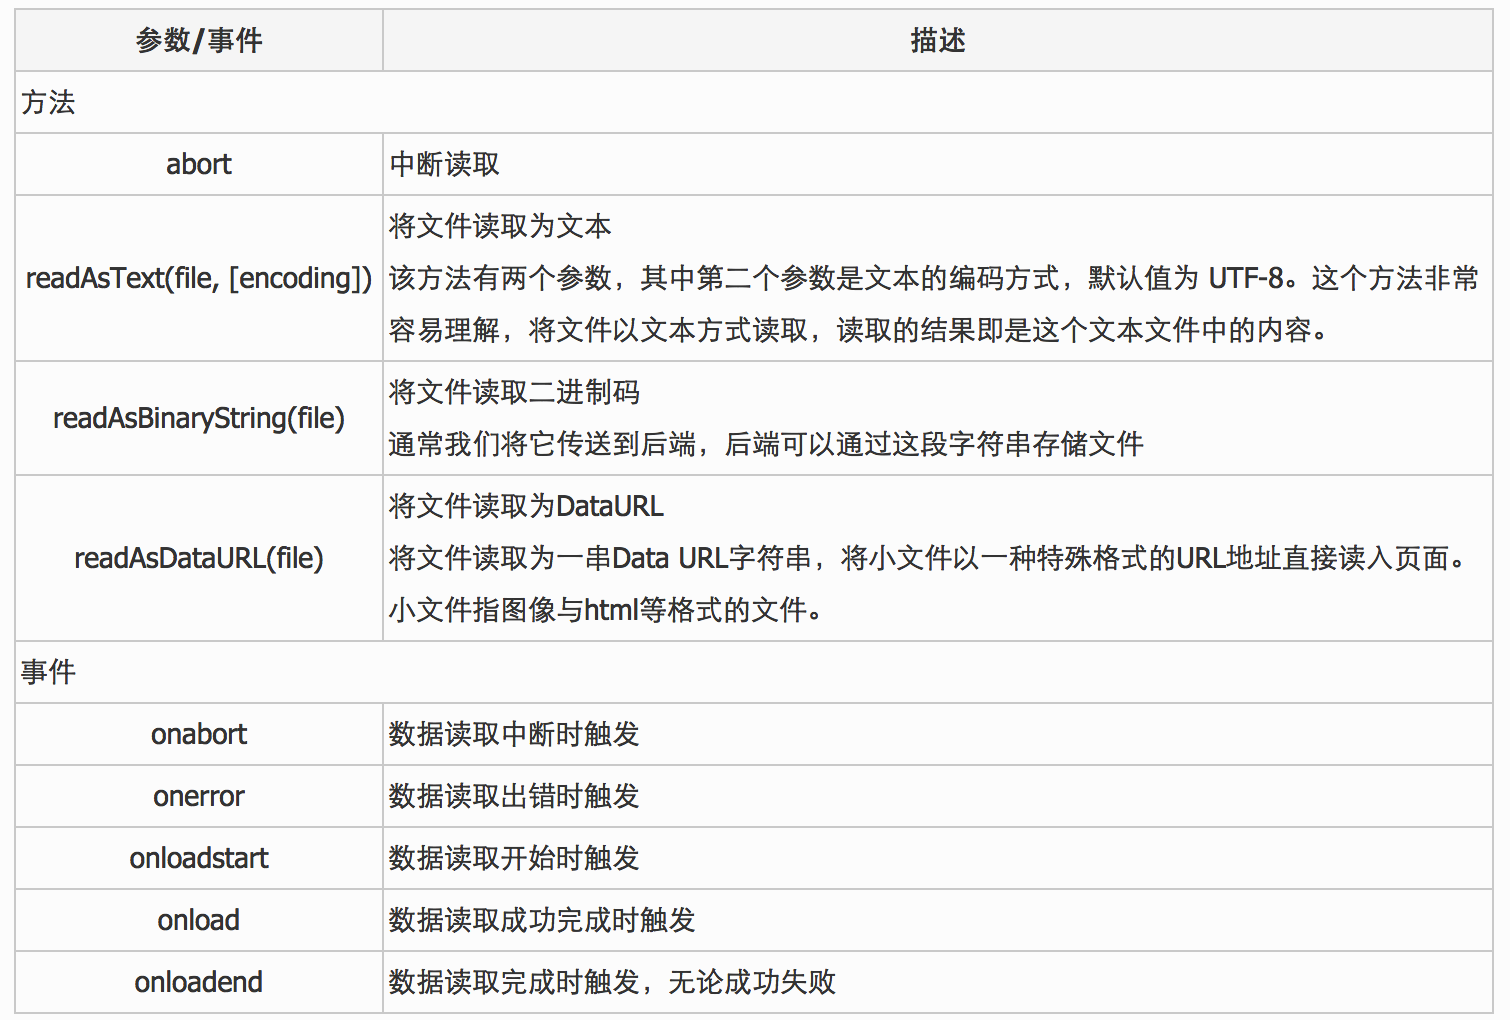 参数/事件 描述
方法
abort 中断读取
将文件读取为文本
readAsText(file, [encoding]) 该方法有两个参数，其中第二个参数是文本的编码方式，默认值为 UTF-8。这个方法非常
容易理解，将文件以文本方式读取，读取的结果即是这个文本文件中的内容。
readAsBinaryString(file) 将文件读取二进制码
通常我们将它传送到后端，后端可以通过这段字符串存储文件
将文件读取为DataURL
readAsDataURL(file) 将文件读取为一串Data URL字符串，将小文件以一种特殊格式的URL地址直接读入页面。
小文件指图像与html等格式的文件。
事件
onabort 数据读取中断时触发
onerror 数据读取出错时触发
onloadstart 数据读取开始时触发
onload 数据读取成功完成时触发
onloadend 数据读取完成时触发，无论成功失败